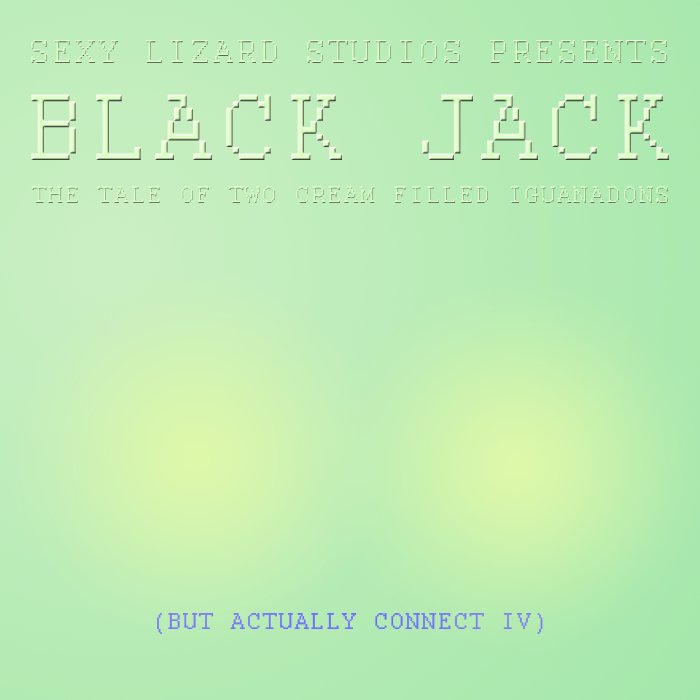 SEXY LIZARD STUDIOS PRESENTS
BLACK JACK
THE TALE OF TWO CREAM FILLED IGUANADONS
(BUT ACTUALLY CONNECT IV)